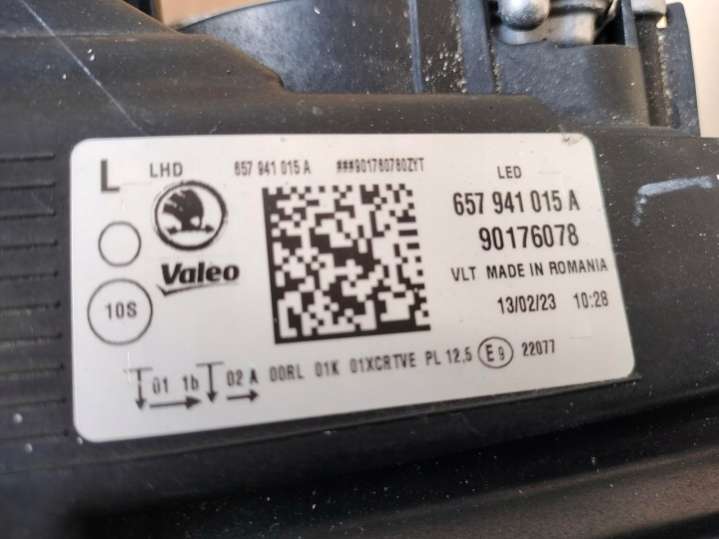 L LHD 657 941 015 A ###901760780ZYT LED
657 941 015 A
90176078
Valeo
VLT MADE IN ROMANIA
10S
13/02/23 10:28
01 1b 02 A 00RL 01K 01XCRTVE PL 12,5 E9 22077